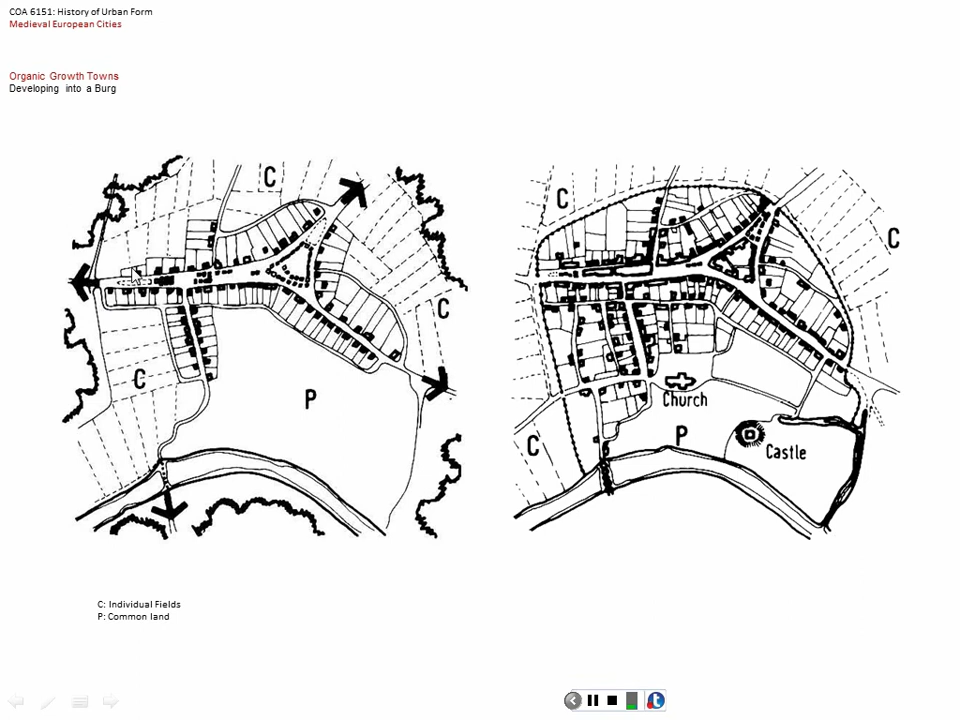 COA 6151: History of Urban Form
Medieval European Cities
Organic Growth Towns
Developing into a Burg
C
C
C
P
C
C
Church
C
P
Castle
C: Individual Fields
P: Common land